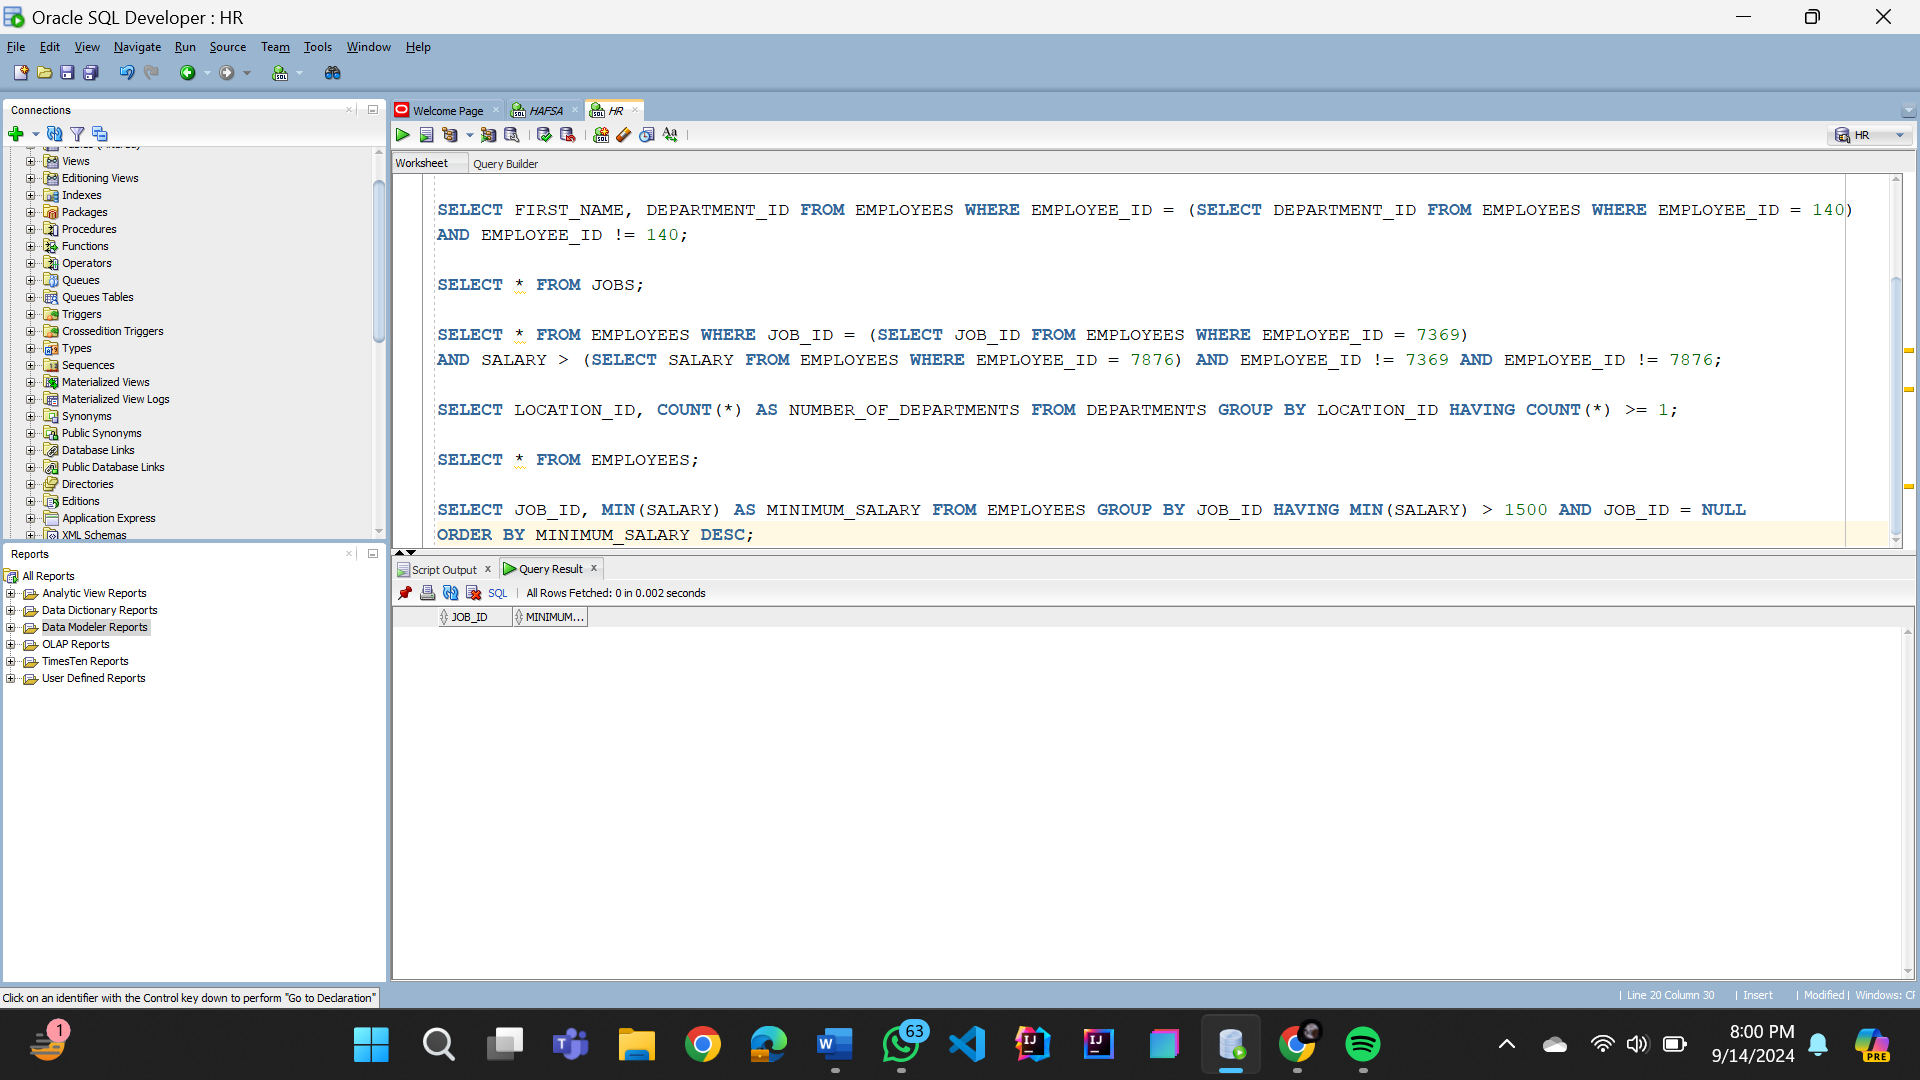 Oracle SQL Developer : HR
File Edit View Navigate Run Source Team Tools Window Help
Connections
Views
Editioning Views
Indexes
Packages
Procedures
Functions
Operators
Queues
Queues Tables
Triggers
Crossedition Triggers
Types
Sequences
Materialized Views
Materialized View Logs
Synonyms
Public Synonyms
Database Links
Public Database Links
Directories
Editions
Application Express
XML Schemas
Reports
All Reports
Analytic View Reports
Data Dictionary Reports
Data Modeler Reports
OLAP Reports
TimesTen Reports
User Defined Reports
Welcome Page HAFSA HR
HR
Worksheet Query Builder
SELECT FIRST_NAME, DEPARTMENT_ID FROM EMPLOYEES WHERE EMPLOYEE_ID = (SELECT DEPARTMENT_ID FROM EMPLOYEES WHERE EMPLOYEE_ID = 140)
AND EMPLOYEE_ID != 140;
SELECT * FROM JOBS;
SELECT * FROM EMPLOYEES WHERE JOB_ID = (SELECT JOB_ID FROM EMPLOYEES WHERE EMPLOYEE_ID = 7369)
AND SALARY > (SELECT SALARY FROM EMPLOYEES WHERE EMPLOYEE_ID = 7876) AND EMPLOYEE_ID != 7369 AND EMPLOYEE_ID != 7876;
SELECT LOCATION_ID, COUNT(*) AS NUMBER_OF_DEPARTMENTS FROM DEPARTMENTS GROUP BY LOCATION_ID HAVING COUNT(*) >= 1;
SELECT * FROM EMPLOYEES;
SELECT JOB_ID, MIN(SALARY) AS MINIMUM_SALARY FROM EMPLOYEES GROUP BY JOB_ID HAVING MIN(SALARY) > 1500 AND JOB_ID = NULL
ORDER BY MINIMUM_SALARY DESC;
Script Output Query Result
SQL All Rows Fetched: 0 in 0.002 seconds
JOB_ID MINIMUM...
Click on an identifier with the Control key down to perform "Go to Declaration"
Line 20 Column 30 Insert Modified Windows:
1
63
8:00 PM
9/14/2024
PRE